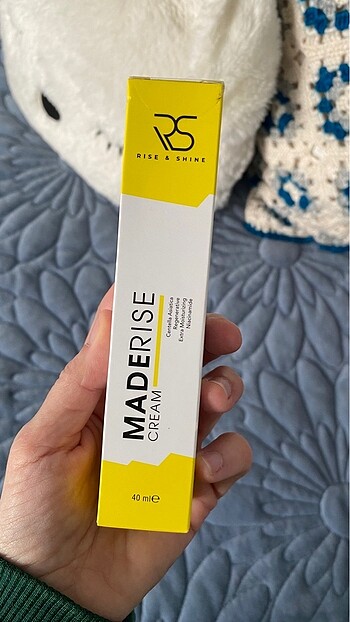 RS
RISE & SHINE
MADERISE
CREAM
Centella Asiatica
Regenerative
Extra Moisturizing
Niacinamide
40 ml℮